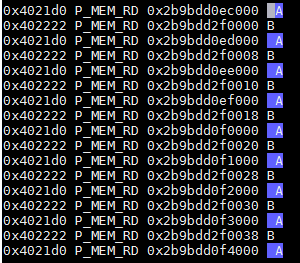 0x4021d0 P_MEM_RD 0x2b9bdd0ec000 A
0x402222 P_MEM_RD 0x2b9bdd2f0000 B
0x4021d0 P_MEM_RD 0x2b9bdd0ed000 A
0x402222 P_MEM_RD 0x2b9bdd2f0008 B
0x4021d0 P_MEM_RD 0x2b9bdd0ee000 A
0x402222 P_MEM_RD 0x2b9bdd2f0010 B
0x4021d0 P_MEM_RD 0x2b9bdd0ef000 A
0x402222 P_MEM_RD 0x2b9bdd2f0018 B
0x4021d0 P_MEM_RD 0x2b9bdd0f0000 A
0x402222 P_MEM_RD 0x2b9bdd2f0020 B
0x4021d0 P_MEM_RD 0x2b9bdd0f1000 A
0x402222 P_MEM_RD 0x2b9bdd2f0028 B
0x4021d0 P_MEM_RD 0x2b9bdd0f2000 A
0x402222 P_MEM_RD 0x2b9bdd2f0030 B
0x4021d0 P_MEM_RD 0x2b9bdd0f3000 A
0x402222 P_MEM_RD 0x2b9bdd2f0038 B
0x4021d0 P_MEM_RD 0x2b9bdd0f4000 A